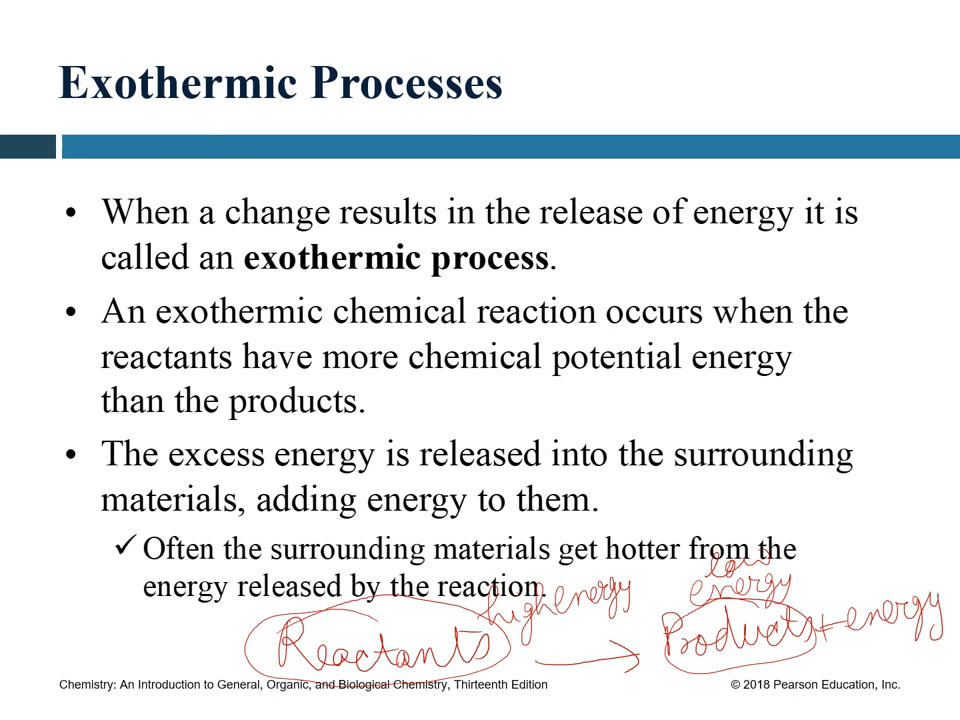 Exothermic Processes
• When a change results in the release of energy it is
called an exothermic process.
• An exothermic chemical reaction occurs when the
reactants have more chemical potential energy
than the products.
• The excess energy is released into the surrounding
materials, adding energy to them.
✓ Often the surrounding materials get hotter from the
energy released by the reaction.
low
high energy energy
Reactants → Products + energy
Chemistry: An Introduction to General, Organic, and Biological Chemistry, Thirteenth Edition
© 2018 Pearson Education, Inc.